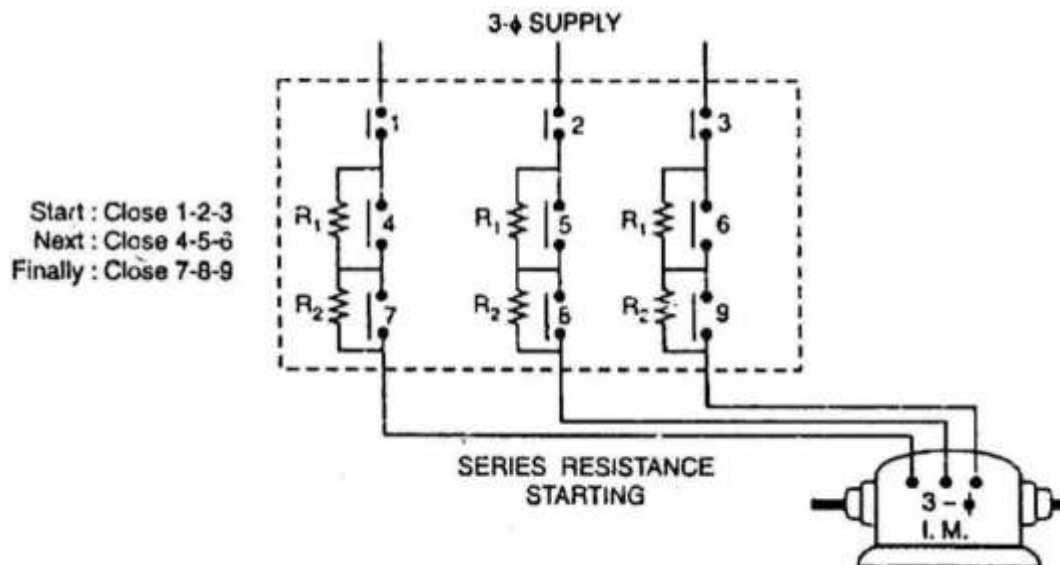 3-ϕ SUPPLY
1
2
3
Start : Close 1-2-3
Next : Close 4-5-6
Finally : Close 7-8-9
R1
4
R1
5
R1
6
R2
7
R2
8
R2
9
SERIES RESISTANCE
STARTING
3 – ϕ
I. M.